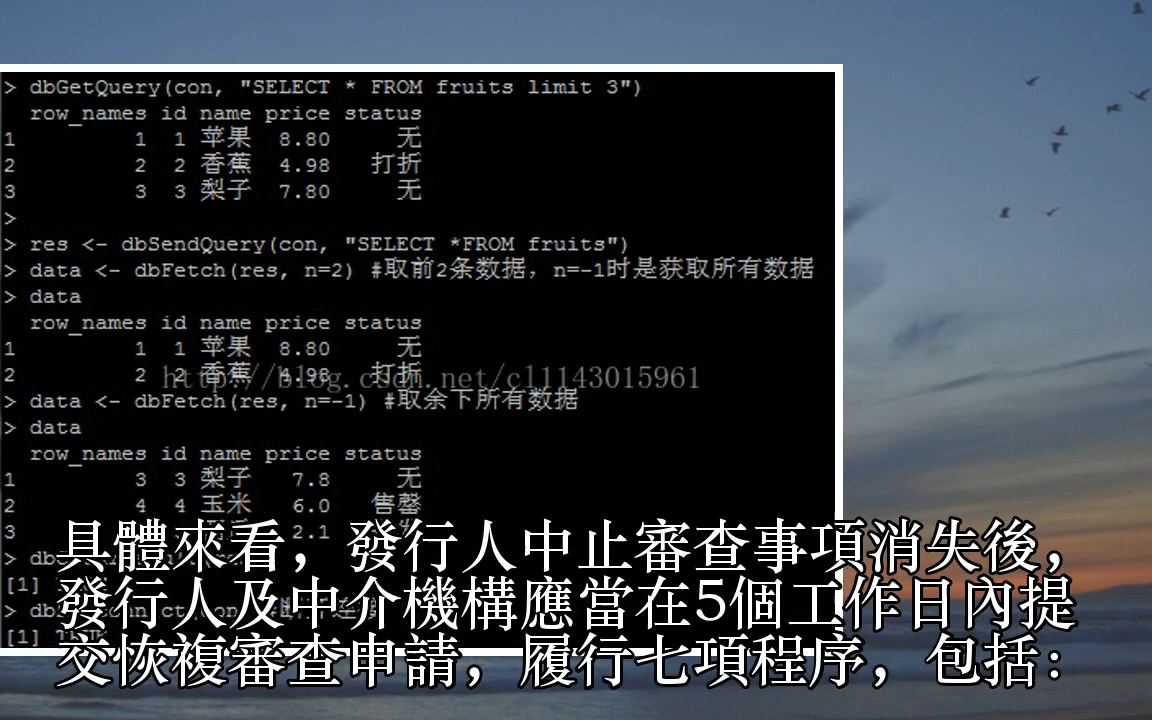 > dbGetQuery(con, "SELECT * FROM fruits limit 3")
row_names id name price status
1 1 1 苹果 8.80 无
2 2 2 香蕉 4.98 打折
3 3 3 梨子 7.80 无
>
> res <- dbSendQuery(con, "SELECT *FROM fruits")
> data <- dbFetch(res, n=2) #取前2条数据，n=-1时是获取所有数据
> data
row_names id name price status
1 1 1 苹果 8.80 无
2 2 2 香蕉 4.98 打折
http://blog.csdn.net/cl1143015961
> data <- dbFetch(res, n=-1) #取余下所有数据
> data
row_names id name price status
1 3 3 梨子 7.8 无
2 4 4 玉米 6.0 售罄
3 2.1
[1]
[1]
具體來看，發行人中止審查事項消失後，
發行人及中介機構應當在5個工作日內提
交恢複審查申請，履行七項程序，包括：